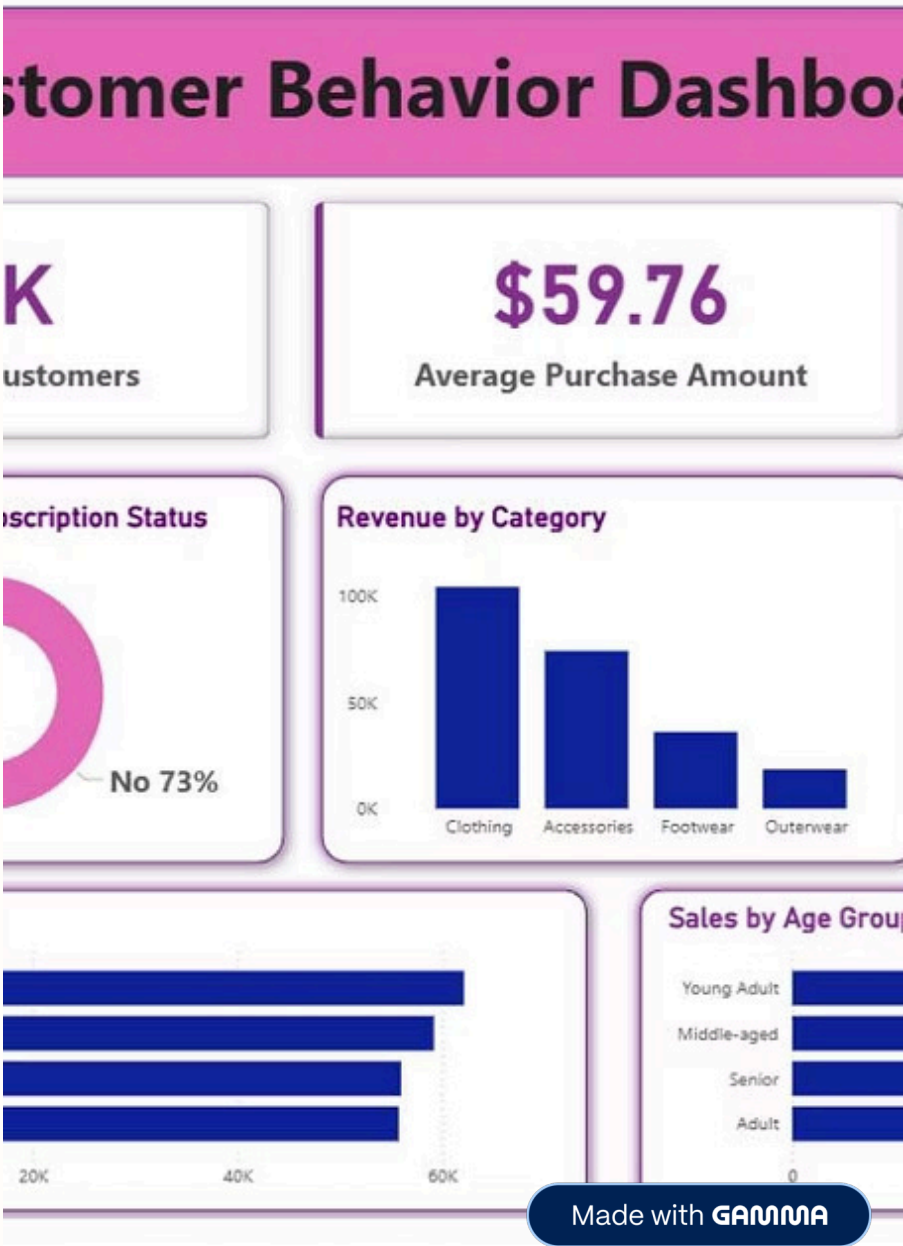 stomer Behavior Dashboa
K
ustomers
$59.76
Average Purchase Amount
scription Status
No 73%
Revenue by Category
100K
50K
0K
Clothing Accessories Footwear Outerwear
20K 40K 60K
Sales by Age Group
Young Adult
Middle-aged
Senior
Adult
0
Made with GAMMA